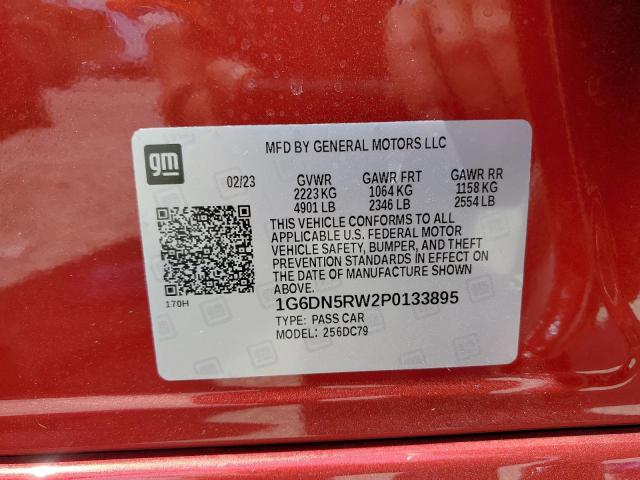 gm
MFD BY GENERAL MOTORS LLC
02/23 GVWR GAWR FRT GAWR RR
2223 KG 1064 KG 1158 KG
4901 LB 2346 LB 2554 LB
THIS VEHICLE CONFORMS TO ALL
APPLICABLE U.S. FEDERAL MOTOR
VEHICLE SAFETY, BUMPER, AND THEFT
PREVENTION STANDARDS IN EFFECT ON
THE DATE OF MANUFACTURE SHOWN
ABOVE.
170H
1G6DN5RW2P0133895
TYPE: PASS CAR
MODEL: 256DC79